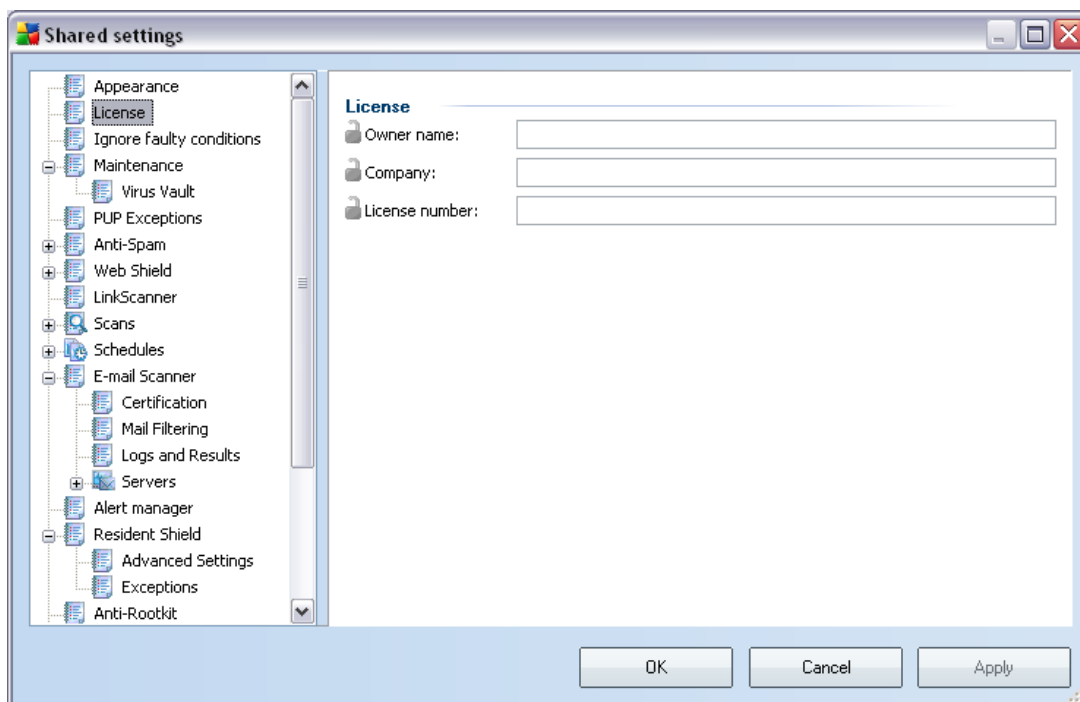 Shared settings
Appearance
License
Ignore faulty conditions
Maintenance
Virus Vault
PUP Exceptions
Anti-Spam
Web Shield
LinkScanner
Scans
Schedules
E-mail Scanner
Certification
Mail Filtering
Logs and Results
Servers
Alert manager
Resident Shield
Advanced Settings
Exceptions
Anti-Rootkit
License
Owner name:
Company:
License number:
OK
Cancel
Apply